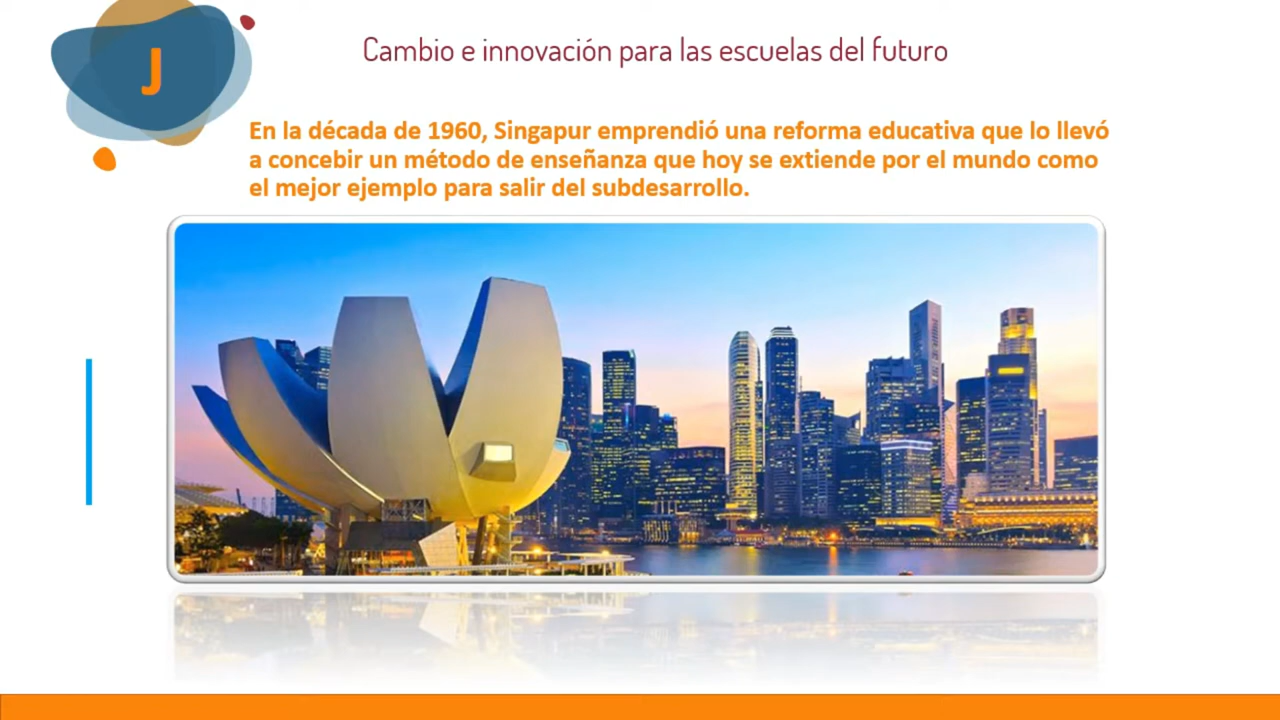 J
Cambio e innovación para las escuelas del futuro
En la década de 1960, Singapur emprendió una reforma educativa que lo llevó
a concebir un método de enseñanza que hoy se extiende por el mundo como
el mejor ejemplo para salir del subdesarrollo.